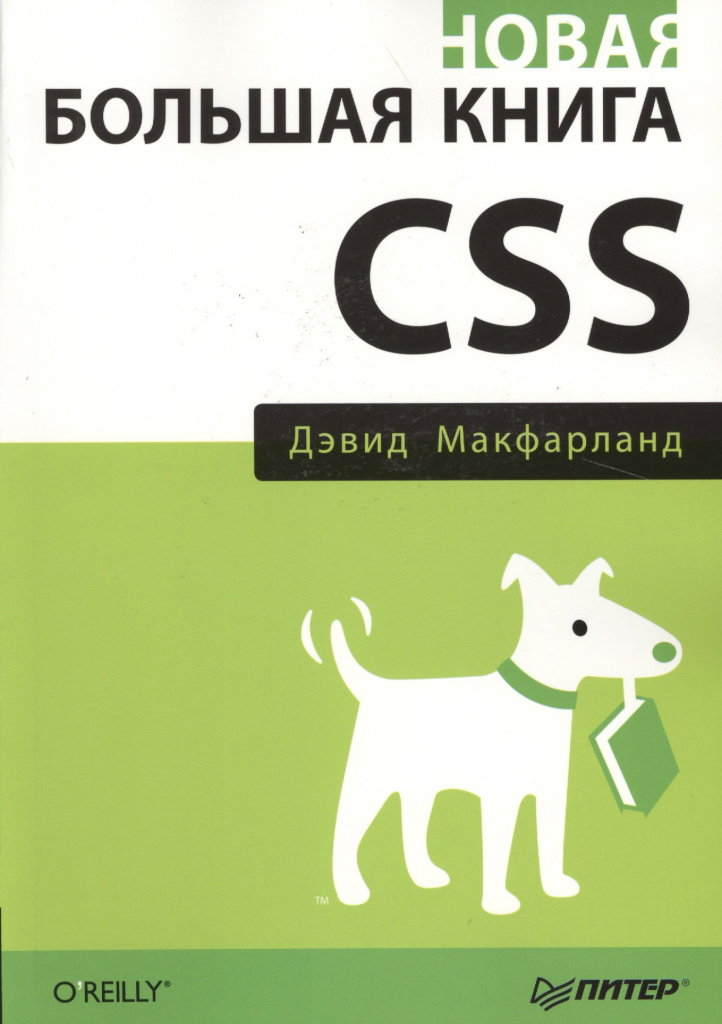 НОВАЯ
БОЛЬШАЯ КНИГА
CSS
Дэвид Макфарланд
TM
O'REILLY®
ПИТЕР®